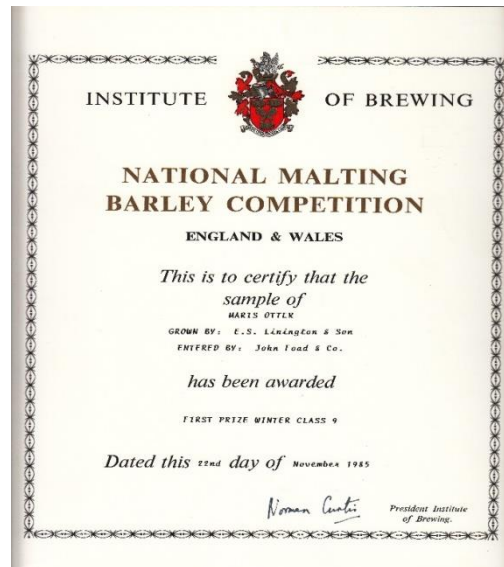 INSTITUTE OF BREWING
NATIONAL MALTING
BARLEY COMPETITION
ENGLAND & WALES
This is to certify that the
sample of
MARIS OTTER
GROWN BY: E.S. Linington & Son
ENTERED BY: John Toad & Co.
has been awarded
FIRST PRIZE WINTER CLASS 9
Dated this 22nd day of November 1985
Norman Curtis
President Institute
of Brewing.